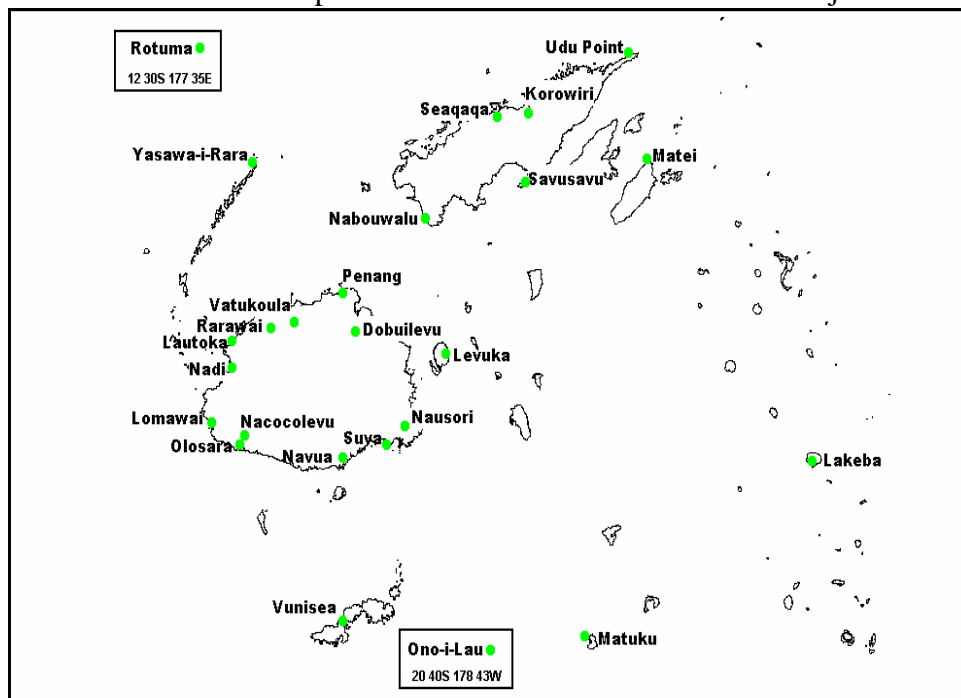 Rotuma
12 30S 177 35E
Udu Point
Korowiri
Seaqaqa
Yasawa-i-Rara
Matei
Savusavu
Nabouwalu
Penang
Vatukoula
Rarawai
Dobuilevu
Lautoka
Levuka
Nadi
Lomawai
Nacocolevu
Nausori
Olosara
Suva
Navua
Lakeba
Vunisea
Ono-i-Lau
20 40S 178 43W
Matuku